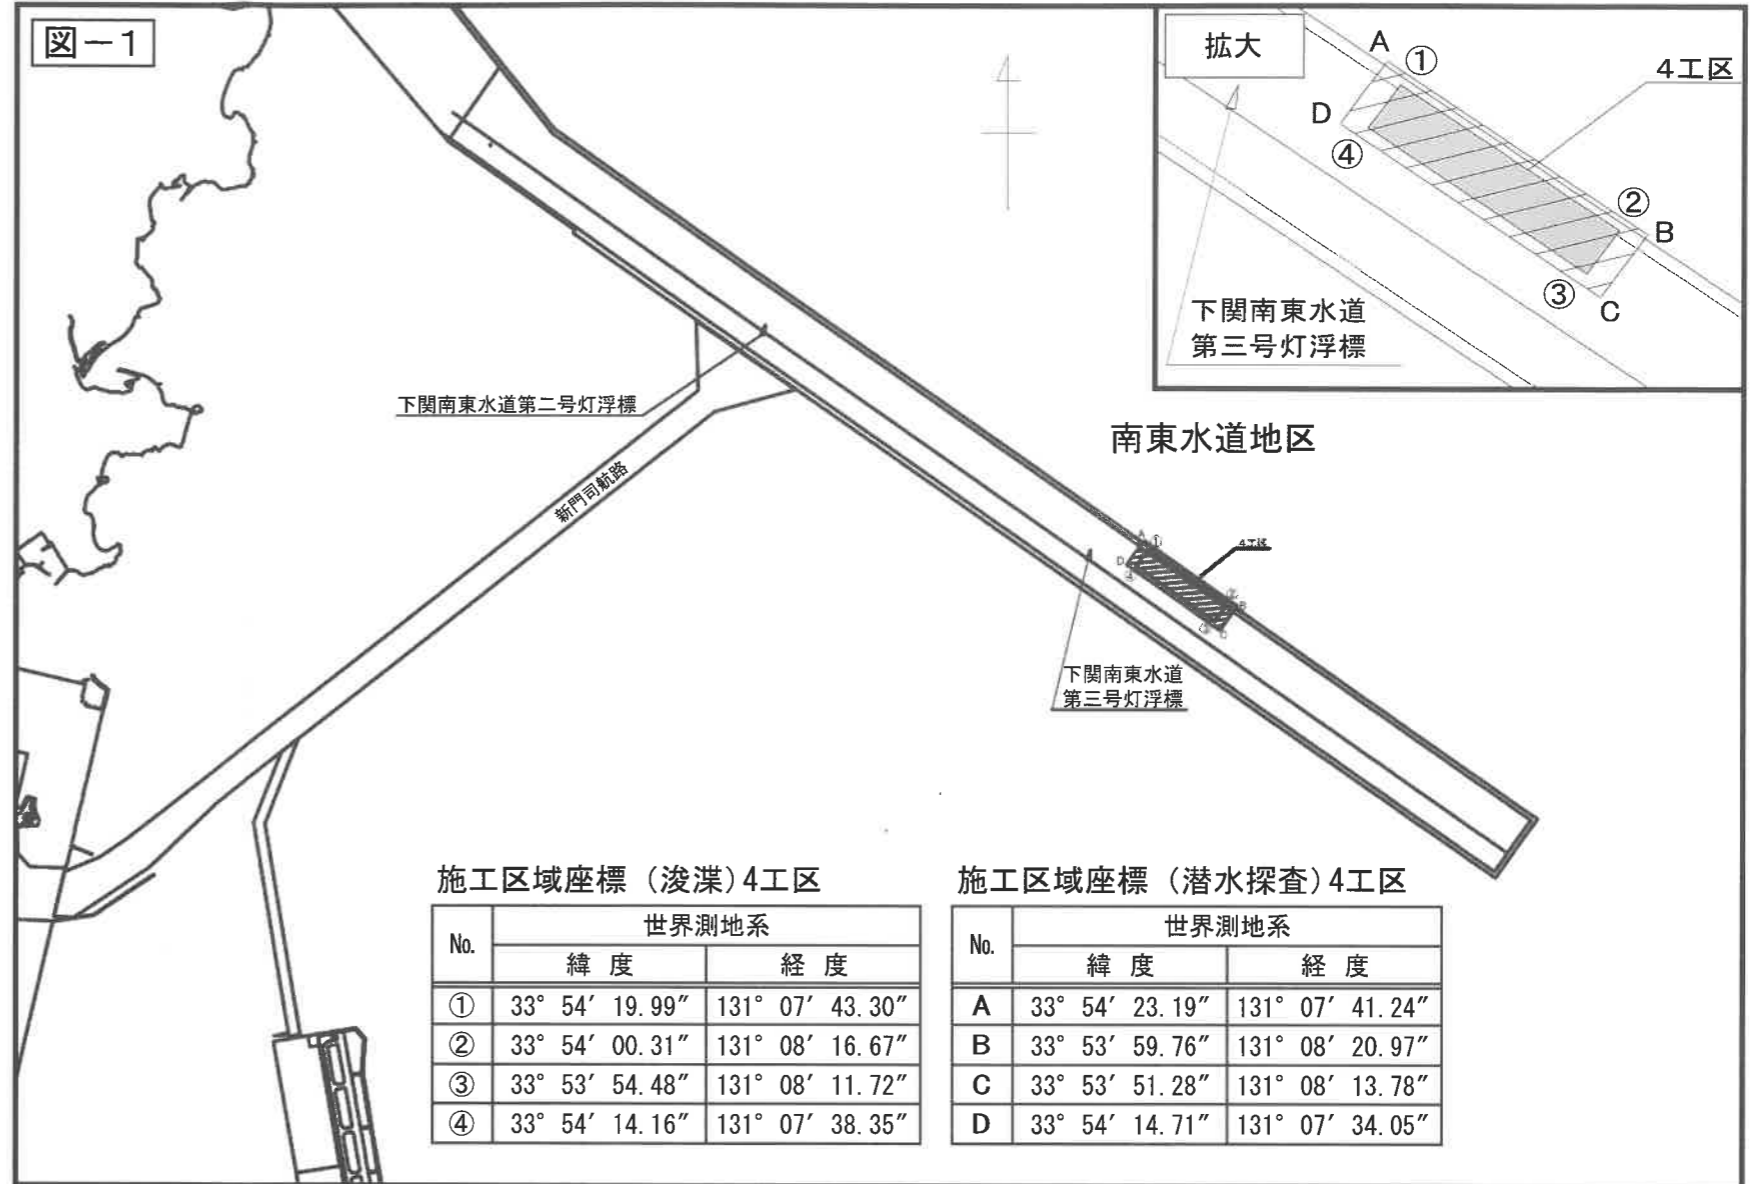 図－1
拡大
A
①
4工区
D
④
②
B
③
C
下関南東水道
第三号灯浮標
下関南東水道第二号灯浮標
南東水道地区
新門司航路
A
①
4工区
D
④
②
B
③
C
下関南東水道
第三号灯浮標
施工区域座標（浚渫）4工区
No.
世界測地系
緯 度 経 度
① 33° 54′ 19.99″ 131° 07′ 43.30″
② 33° 54′ 00.31″ 131° 08′ 16.67″
③ 33° 53′ 54.48″ 131° 08′ 11.72″
④ 33° 54′ 14.16″ 131° 07′ 38.35″
施工区域座標（潜水探査）4工区
No.
世界測地系
緯 度 経 度
A 33° 54′ 23.19″ 131° 07′ 41.24″
B 33° 53′ 59.76″ 131° 08′ 20.97″
C 33° 53′ 51.28″ 131° 08′ 13.78″
D 33° 54′ 14.71″ 131° 07′ 34.05″